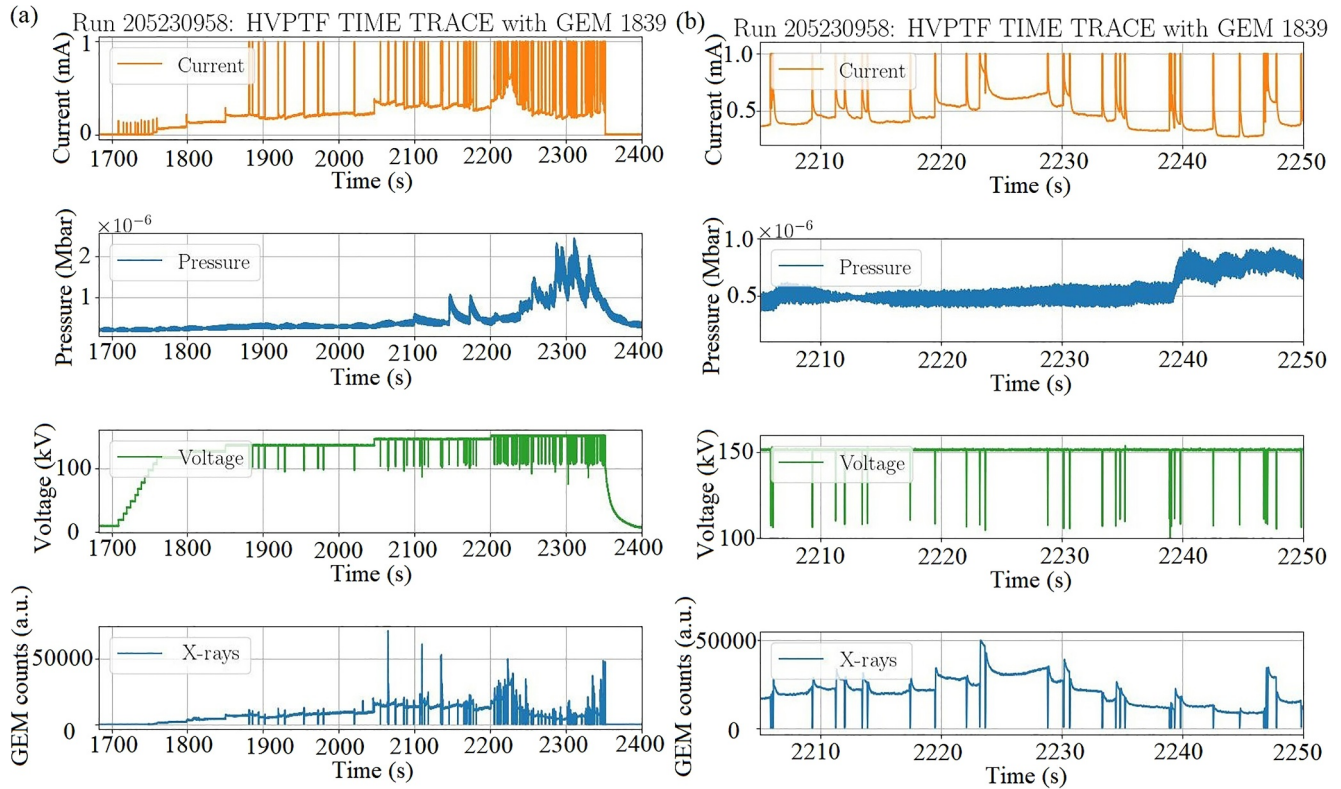 (a)
Run 205230958: HVPTF TIME TRACE with GEM 1839
1
0
Current (mA)
Current
1700 1800 1900 2000 2100 2200 2300 2400
Time (s)
×10⁻⁶
2
1
Pressure (Mbar)
Pressure
1700 1800 1900 2000 2100 2200 2300 2400
Time (s)
100
0
Voltage (kV)
Voltage
1700 1800 1900 2000 2100 2200 2300 2400
Time (s)
50000
0
GEM counts (a.u.)
X-rays
1700 1800 1900 2000 2100 2200 2300 2400
Time (s)
(b)
Run 205230958: HVPTF TIME TRACE with GEM 1839
1.0
0.5
Current (mA)
Current
2210 2220 2230 2240 2250
Time (s)
×10⁻⁶
1.0
0.5
Pressure (Mbar)
Pressure
2210 2220 2230 2240 2250
Time (s)
150
100
Voltage (kV)
Voltage
2210 2220 2230 2240 2250
Time (s)
50000
0
GEM counts (a.u.)
X-rays
2210 2220 2230 2240 2250
Time (s)